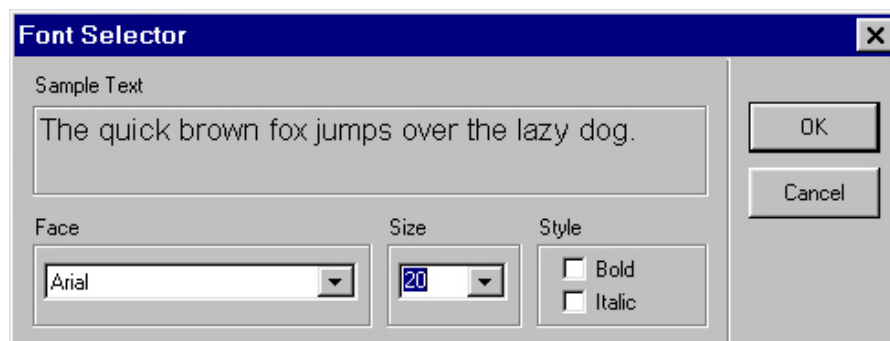 Font Selector
Sample Text
The quick brown fox jumps over the lazy dog.
OK
Cancel
Face
Size
Style
Arial
20
Bold
Italic